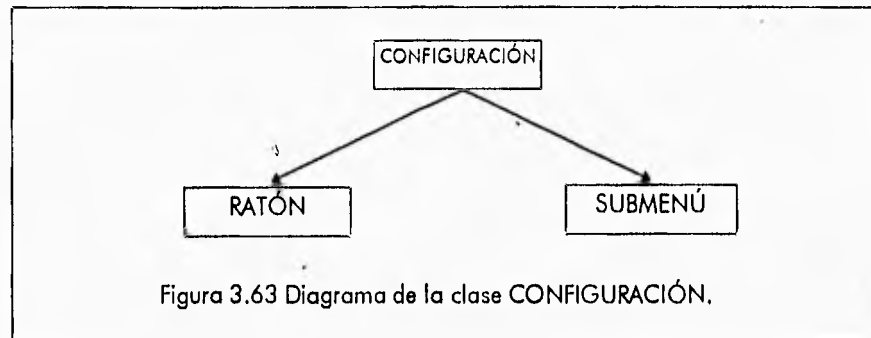 CONFIGURACIÓN
RATÓN
SUBMENÚ
Figura 3.63 Diagrama de la clase CONFIGURACIÓN.